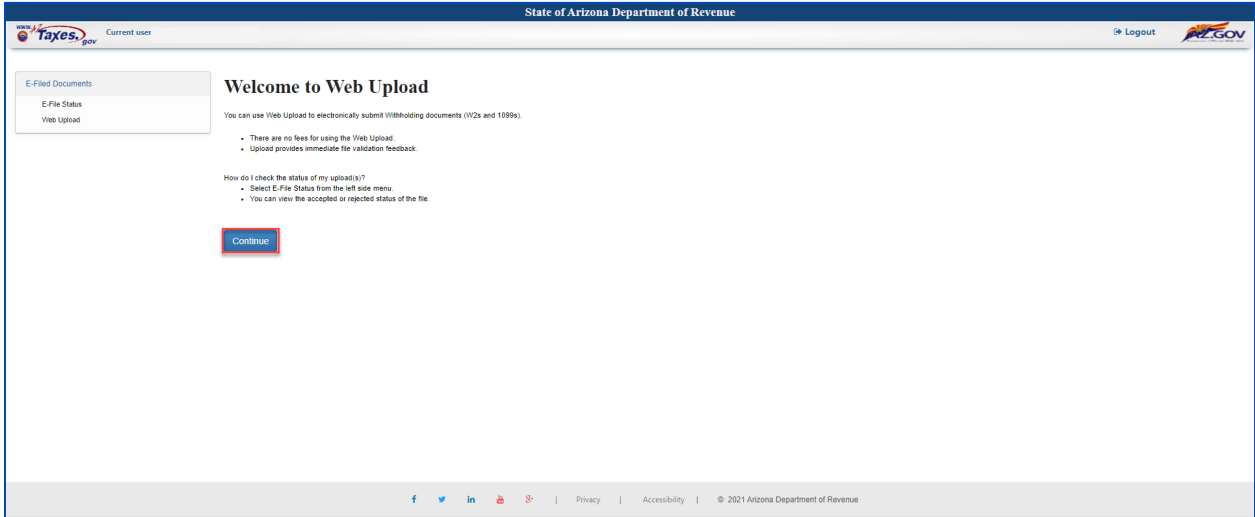 State of Arizona Department of Revenue
www.AZTaxes.gov
Current user
Logout
AZ.GOV
E-Filed Documents
E-File Status
Web Upload
Welcome to Web Upload
You can use Web Upload to electronically submit Withholding documents (W2s and 1099s).
• There are no fees for using the Web Upload.
• Upload provides immediate file validation feedback.
How do I check the status of my upload(s)?
• Select E-File Status from the left side menu.
• You can view the accepted or rejected status of the file.
Continue
| Privacy | Accessibility | © 2021 Arizona Department of Revenue